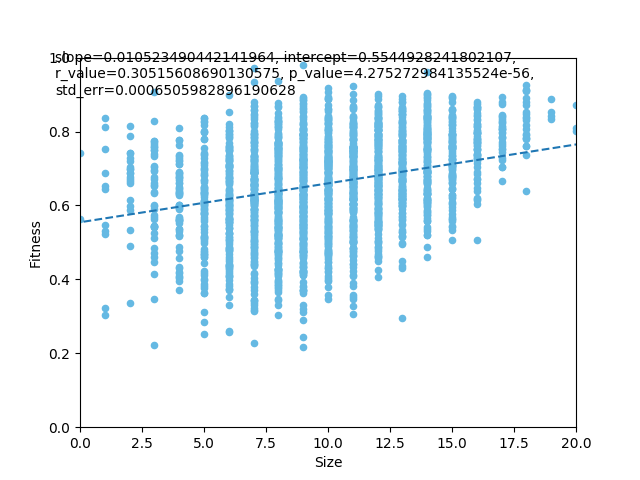 slope=0.010523490442141964, intercept=0.5544928241802107,
r_value=0.30515608690130575, p_value=4.275272984135524e-56,
std_err=0.0006505982896190628
1.0
0.8
0.6
0.4
0.2
0.0
Fitness
0.0 2.5 5.0 7.5 10.0 12.5 15.0 17.5 20.0
Size